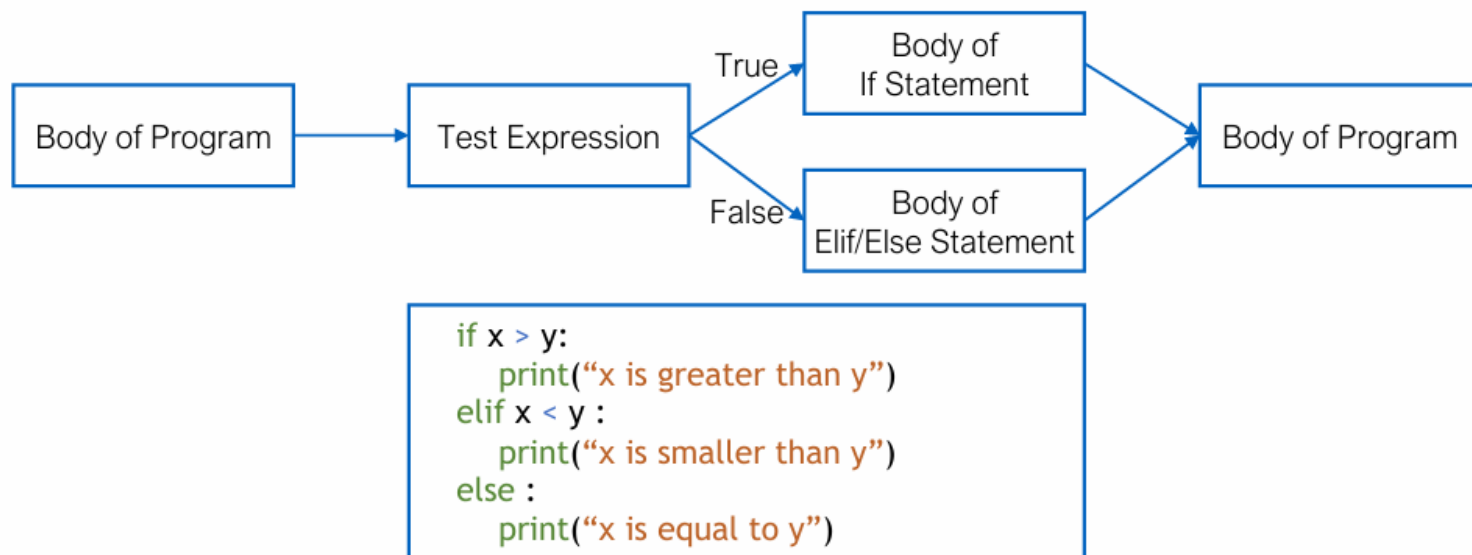 Body of Program
Test Expression
True
False
Body of
If Statement
Body of
Elif/Else Statement
Body of Program
if x > y:
print(“x is greater than y”)
elif x < y :
print(“x is smaller than y”)
else :
print(“x is equal to y”)